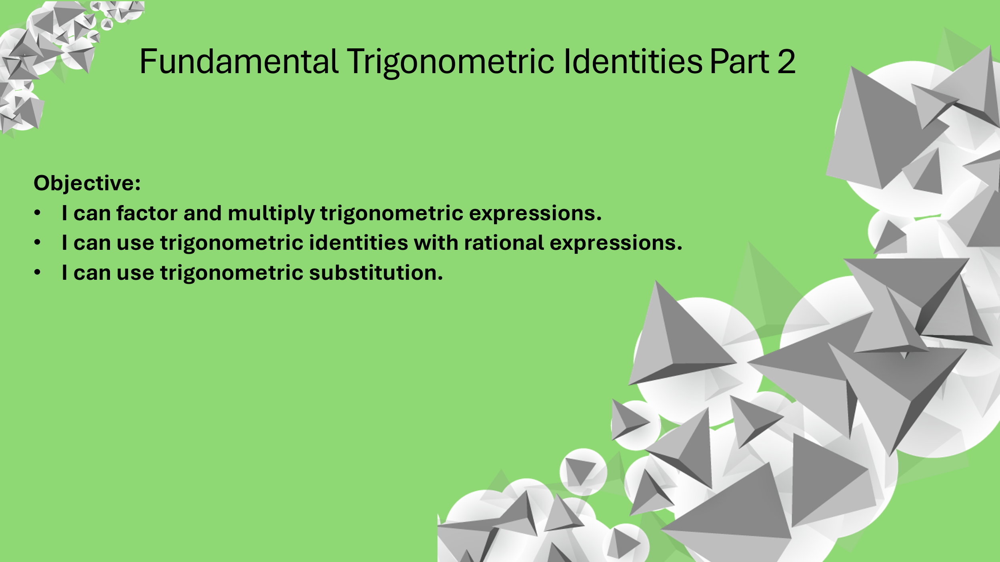 Fundamental Trigonometric Identities Part 2
Objective:
• I can factor and multiply trigonometric expressions.
• I can use trigonometric identities with rational expressions.
• I can use trigonometric substitution.